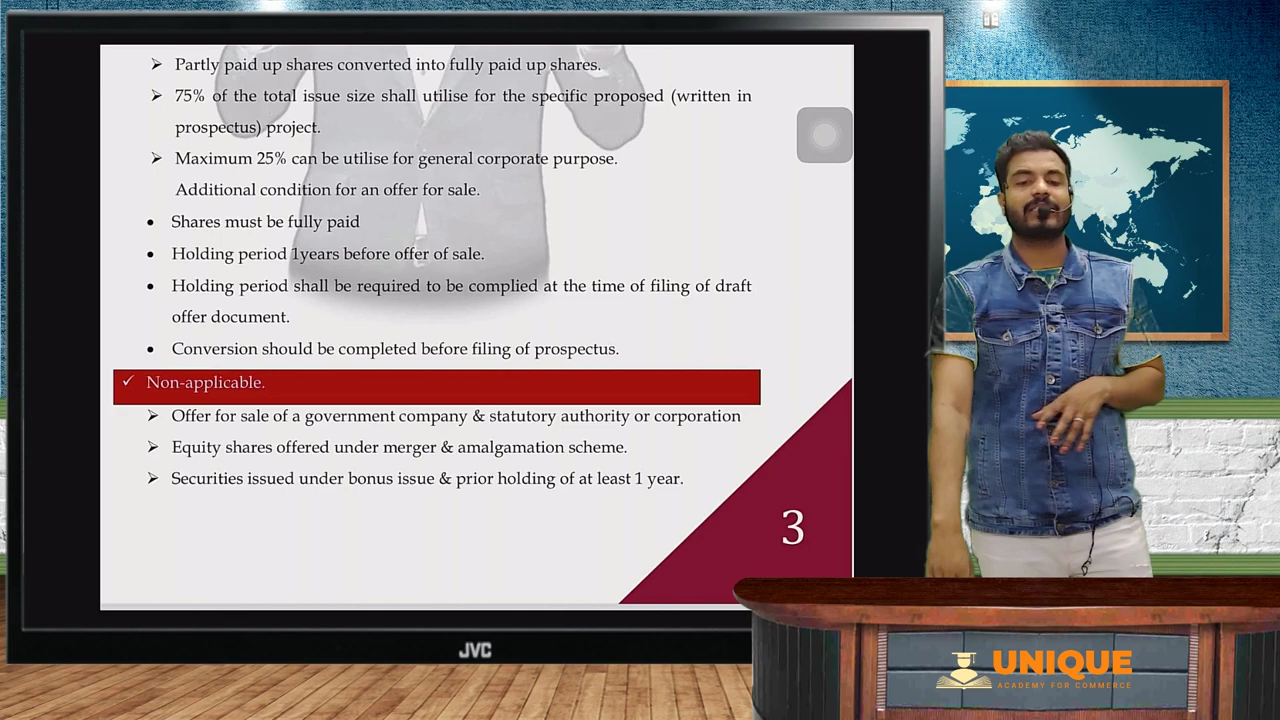 Partly paid up shares converted into fully paid up shares.
75% of the total issue size shall utilise for the specific proposed (written in
prospectus) project.
Maximum 25% can be utilise for general corporate purpose.
Additional condition for an offer for sale.
Shares must be fully paid
Holding period 1years before offer of sale.
Holding period shall be required to be complied at the time of filing of draft
offer document.
Conversion should be completed before filing of prospectus.
✓ Non-applicable.
Offer for sale of a government company & statutory authority or corporation
Equity shares offered under merger & amalgamation scheme.
Securities issued under bonus issue & prior holding of at least 1 year.
3
JVC
UNIQUE
ACADEMY FOR COMMERCE